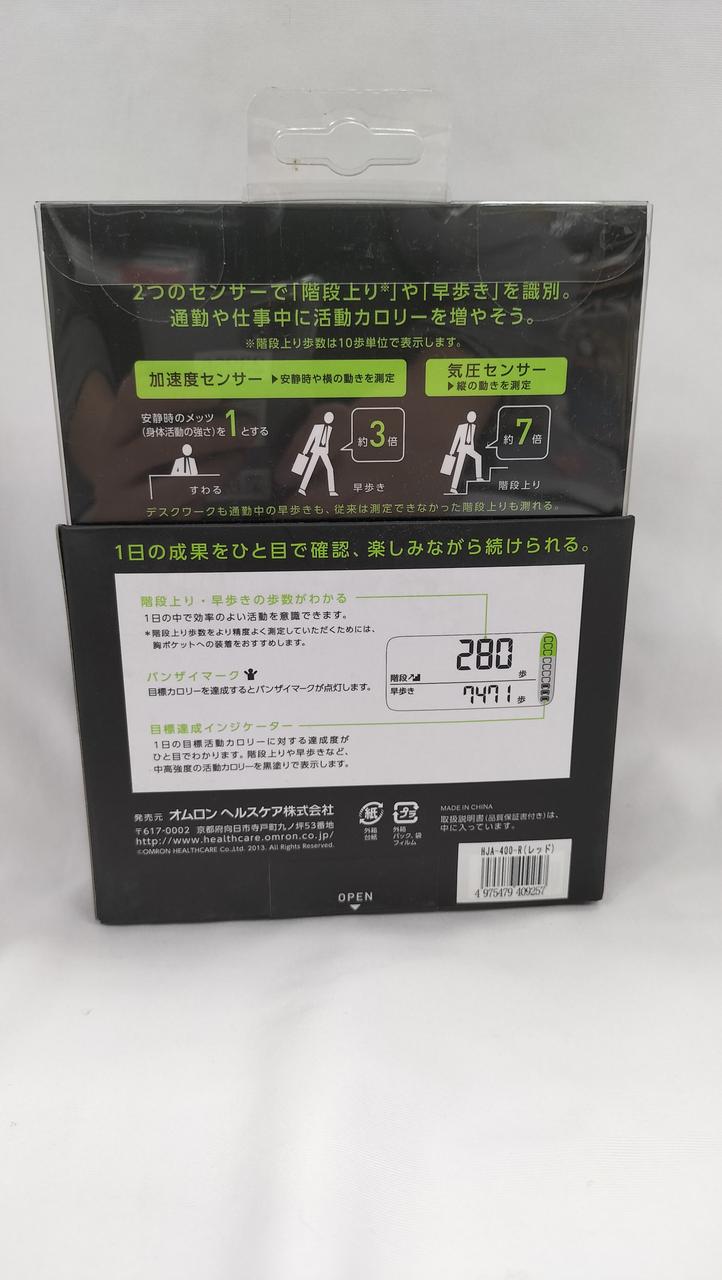 2つのセンサーで「階段上り※」や「早歩き」を識別。
通勤や仕事中に活動カロリーを増やそう。
※階段上り歩数は10歩単位で表示します。
加速度センサー ▶安静時や横の動きを測定
気圧センサー
▶縦の動きを測定
安静時のメッツ
(身体活動の強さ)を1とする
すわる
約3倍
早歩き
約7倍
階段上り
デスクワークも通勤中の早歩きも、従来は測定できなかった階段上りも測れる。
1日の成果をひと目で確認、楽しみながら続けられる。
階段上り・早歩きの歩数がわかる
1日の中で効率のよい活動を意識できます。
*階段上り歩数をより精度よく測定していただくためには、
胸ポケットへの装着をおすすめします。
バンザイマーク
目標カロリーを達成するとバンザイマークが点灯します。
目標達成インジケーター
1日の目標活動カロリーに対する達成度が
ひと目でわかります。階段上りや早歩きなど、
中高強度の活動カロリーを黒塗りで表示します。
280
階段 歩
早歩き 7471 歩
発売元 オムロン ヘルスケア株式会社
〒617-0002 京都府向日市寺戸町九ノ坪53番地
http://www.healthcare.omron.co.jp/
©OMRON HEALTHCARE Co.,Ltd. 2013. All Rights Reserved.
紙
外箱
台紙
プラ
外箱
パック、袋
フィルム
MADE IN CHINA
取扱説明書(品質保証書付き)は、
中に入っています。
HJA-400-R(レッド)
4 975479 409257
OPEN